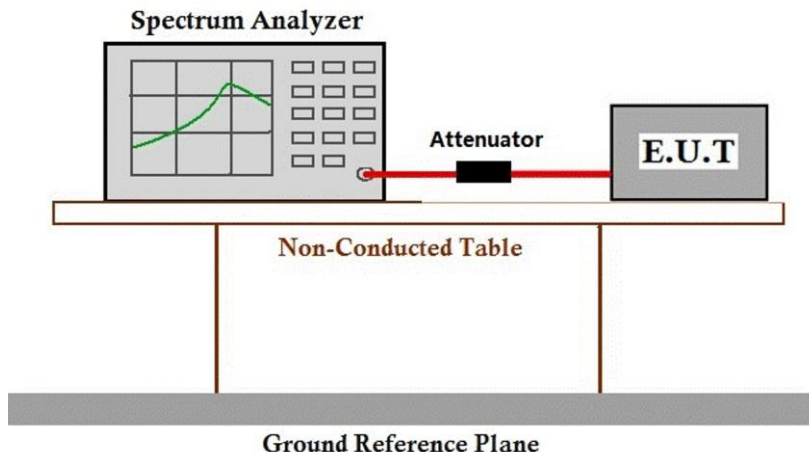 Spectrum Analyzer
Attenuator
E.U.T
Non-Conducted Table
Ground Reference Plane